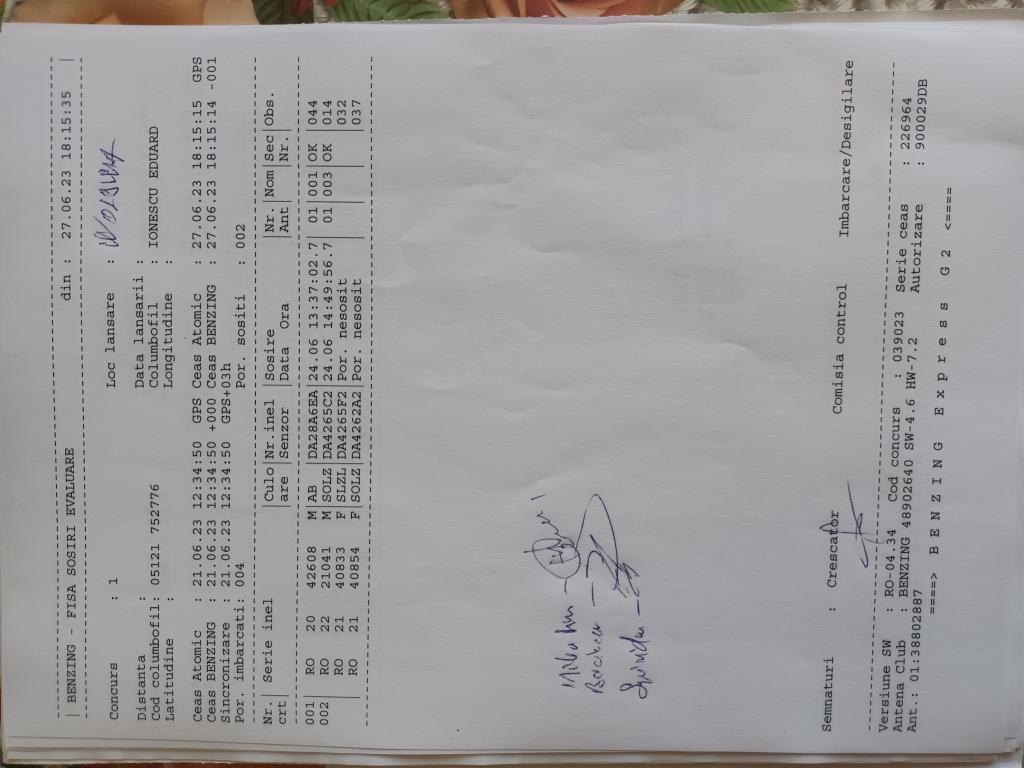 | BENZING - FISA SOSIRI EVALUARE din : 27.06.23 18:15:35 |
Concurs : 1 Loc lansare :
Distanta : Data lansarii :
Cod columbofil: 05121 752776 Columbofil : IONESCU EDUARD
Latitudine : Longitudine :
Ceas Atomic : 21.06.23 12:34:50 GPS Ceas Atomic : 27.06.23 18:15:15 GPS
Ceas BENZING : 21.06.23 12:34:50 +000 Ceas BENZING : 27.06.23 18:15:14 -001
Sincronizare : 21.06.23 12:34:50 GPS+03h
Por. imbarcati: 004 Por. sositi : 002
Nr.| Serie inel |Culo|Nr.inel |Sosire Nr. |Nom|Sec|Obs.
crt| |are |Senzor |Data Ora Ant| |Nr.|
001| RO 20 42608 M|AB |DA28A6EA|24.06 13:37:02.7| 01|001|OK |044
002| RO 22 21041 M|SOLZ|DA4265C2|24.06 14:49:56.7| 01|003|OK |014
| RO 21 40833 F|SLZL|DA4265F2|Por. nesosit | | | |032
| RO 21 40854 F|SOLZ|DA4262A2|Por. nesosit | | | |037
Semnaturi : Crescator Comisia control Imbarcare/Desigilare
Versiune SW : RO-04.34 Cod concurs : 039023 Serie ceas : 226964
Antena Club : BENZING 48902640 SW-4.6 HW-7.2 Autorizare : 900029DB
Ant.: 01:38802887
====> B E N Z I N G E x p r e s s G 2 <====